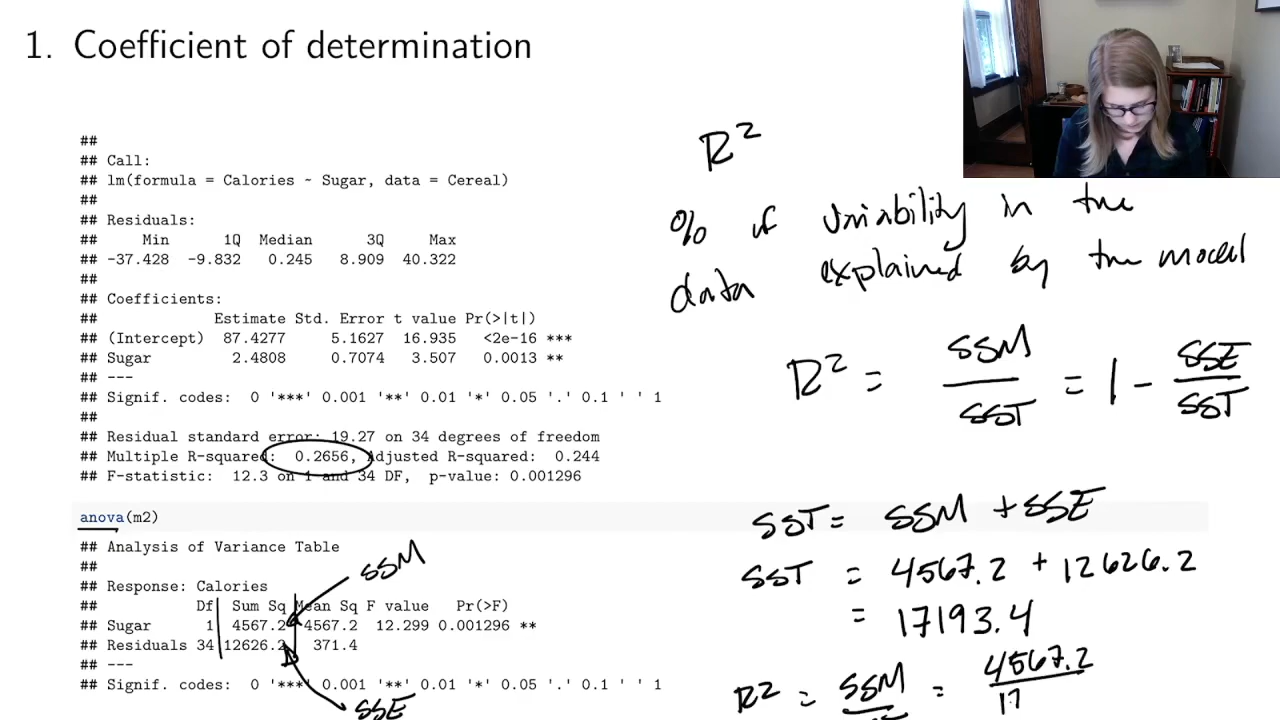 1. Coefficient of determination
##
## Call:
## lm(formula = Calories ~ Sugar, data = Cereal)
##
## Residuals:
##     Min      1Q  Median      3Q     Max
## -37.428  -9.832   0.245   8.909  40.322
##
## Coefficients:
##             Estimate Std. Error t value Pr(>|t|)
## (Intercept)  87.4277     5.1627  16.935   <2e-16 ***
## Sugar         2.4808     0.7074   3.507   0.0013 **
## ---
## Signif. codes:  0 '***' 0.001 '**' 0.01 '*' 0.05 '.' 0.1 ' ' 1
##
## Residual standard error: 19.27 on 34 degrees of freedom
## Multiple R-squared:  0.2656, Adjusted R-squared:  0.244
## F-statistic:  12.3 on 1 and 34 DF,  p-value: 0.001296
anova(m2)
## Analysis of Variance Table
##
## Response: Calories
##           Df  Sum Sq Mean Sq F value   Pr(>F)
## Sugar      1  4567.2  4567.2  12.299 0.001296 **
## Residuals 34 12626.2   371.4
## ---
## Signif. codes:  0 '***' 0.001 '**' 0.01 '*' 0.05 '.' 0.1 ' ' 1
SSM
SSE
R²
% of variability in the
data explained by the model
R² = SSM/SST = 1 - SSE/SST
SST = SSM + SSE
SST = 4567.2 + 12626.2
= 17193.4
R² = SSM = 4567.2
17